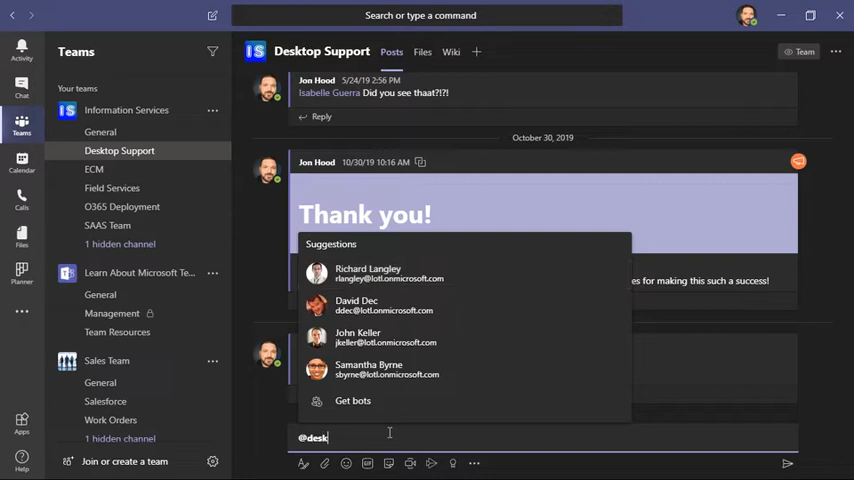 Search or type a command
Activity
Chat
Teams
Calendar
Calls
Files
Planner
Apps
Help
Teams
Your teams
IS Information Services
General
Desktop Support
ECM
Field Services
O365 Deployment
SAAS Team
1 hidden channel
Learn About Microsoft Te...
General
Management
Team Resources
Sales Team
General
Salesforce
Work Orders
1 hidden channel
Join or create a team
IS Desktop Support Posts Files Wiki Team
Jon Hood 5/24/19 2:56 PM
Isabelle Guerra Did you see thaat?!?!
Reply
October 30, 2019
Jon Hood 10/30/19 10:16 AM
Thank you!
es for making this such a success!
Suggestions
Richard Langley
rlangley@lotl.onmicrosoft.com
David Dec
ddec@lotl.onmicrosoft.com
John Keller
jkeller@lotl.onmicrosoft.com
Samantha Byrne
sbyrne@lotl.onmicrosoft.com
Get bots
@desk
GIF